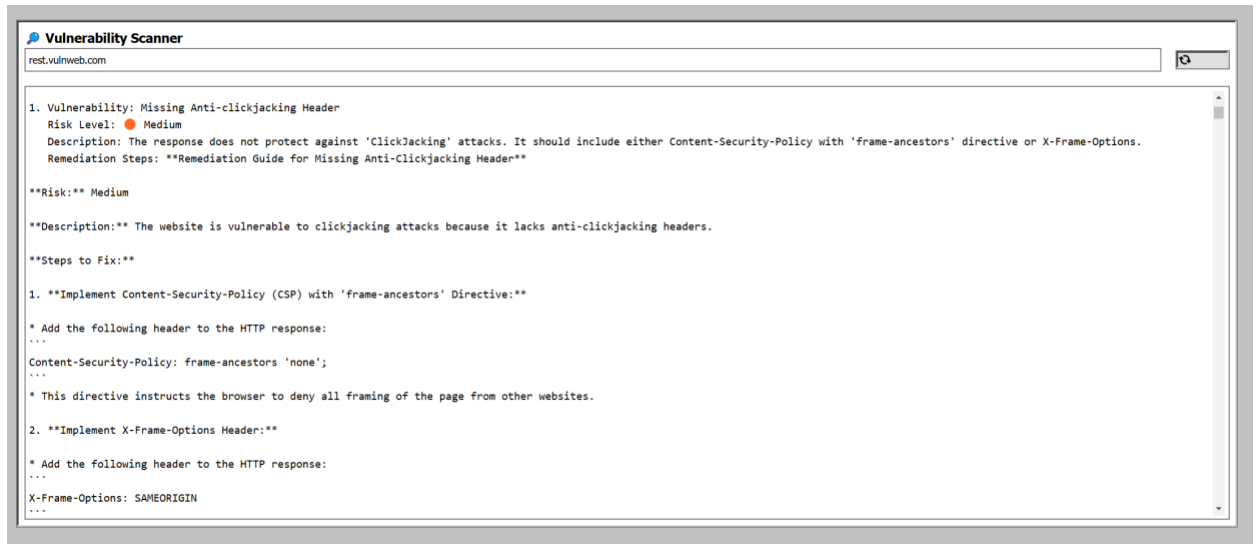 Vulnerability Scanner
rest.vulnweb.com
1. Vulnerability: Missing Anti-clickjacking Header
Risk Level: Medium
Description: The response does not protect against 'ClickJacking' attacks. It should include either Content-Security-Policy with 'frame-ancestors' directive or X-Frame-Options.
Remediation Steps: **Remediation Guide for Missing Anti-Clickjacking Header**
**Risk:** Medium
**Description:** The website is vulnerable to clickjacking attacks because it lacks anti-clickjacking headers.
**Steps to Fix:**
1. **Implement Content-Security-Policy (CSP) with 'frame-ancestors' Directive:**
* Add the following header to the HTTP response:
```
Content-Security-Policy: frame-ancestors 'none';
```
* This directive instructs the browser to deny all framing of the page from other websites.
2. **Implement X-Frame-Options Header:**
* Add the following header to the HTTP response:
```
X-Frame-Options: SAMEORIGIN
```